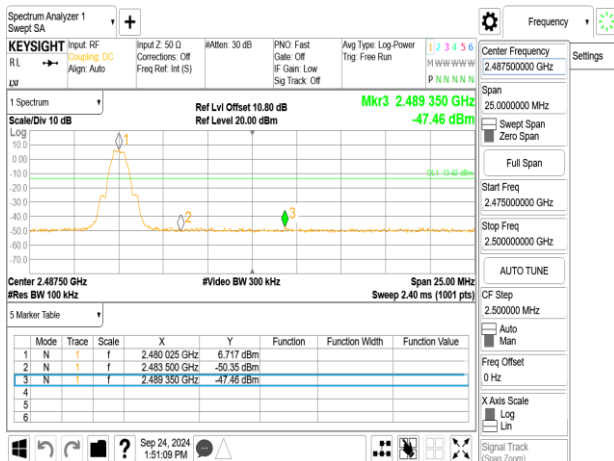 Spectrum Analyzer 1
Swept SA
+
Frequency
KEYSIGHT
Input: RF
Input Z: 50 Ω
#Atten: 30 dB
PNO: Fast
Avg Type: Log-Power
1 2 3 4 5 6
RL
Coupling: DC
Corrections: Off
Gate: Off
Trig: Free Run
M W W W W W
Align: Auto
Freq Ref: Int (S)
IF Gain: Low
Sig Track: Off
P N N N N N
LXI
Center Frequency
2.487500000 GHz
Settings
Span
25.0000000 MHz
Swept Span
Zero Span
Full Span
Start Freq
2.475000000 GHz
Stop Freq
2.500000000 GHz
AUTO TUNE
CF Step
2.500000 MHz
Auto
Man
Freq Offset
0 Hz
X Axis Scale
Log
Lin
Signal Track
(Span Zoom)
1 Spectrum
Ref Lvl Offset 10.80 dB
Mkr3 2.489 350 GHz
Scale/Div 10 dB
Ref Level 20.00 dBm
-47.46 dBm
Log
10.0
0.00
-10.0
-20.0
-30.0
-40.0
-50.0
-60.0
-70.0
1
DL1 -13.42 dBm
2
3
Center 2.48750 GHz
#Video BW 300 kHz
Span 25.00 MHz
#Res BW 100 kHz
Sweep 2.40 ms (1001 pts)
5 Marker Table
Mode Trace Scale X Y Function Function Width Function Value
1 N 1 f 2.480 025 GHz 6.717 dBm
2 N 1 f 2.483 500 GHz -50.35 dBm
3 N 1 f 2.489 350 GHz -47.46 dBm
4
5
6
?
Sep 24, 2024
1:51:09 PM